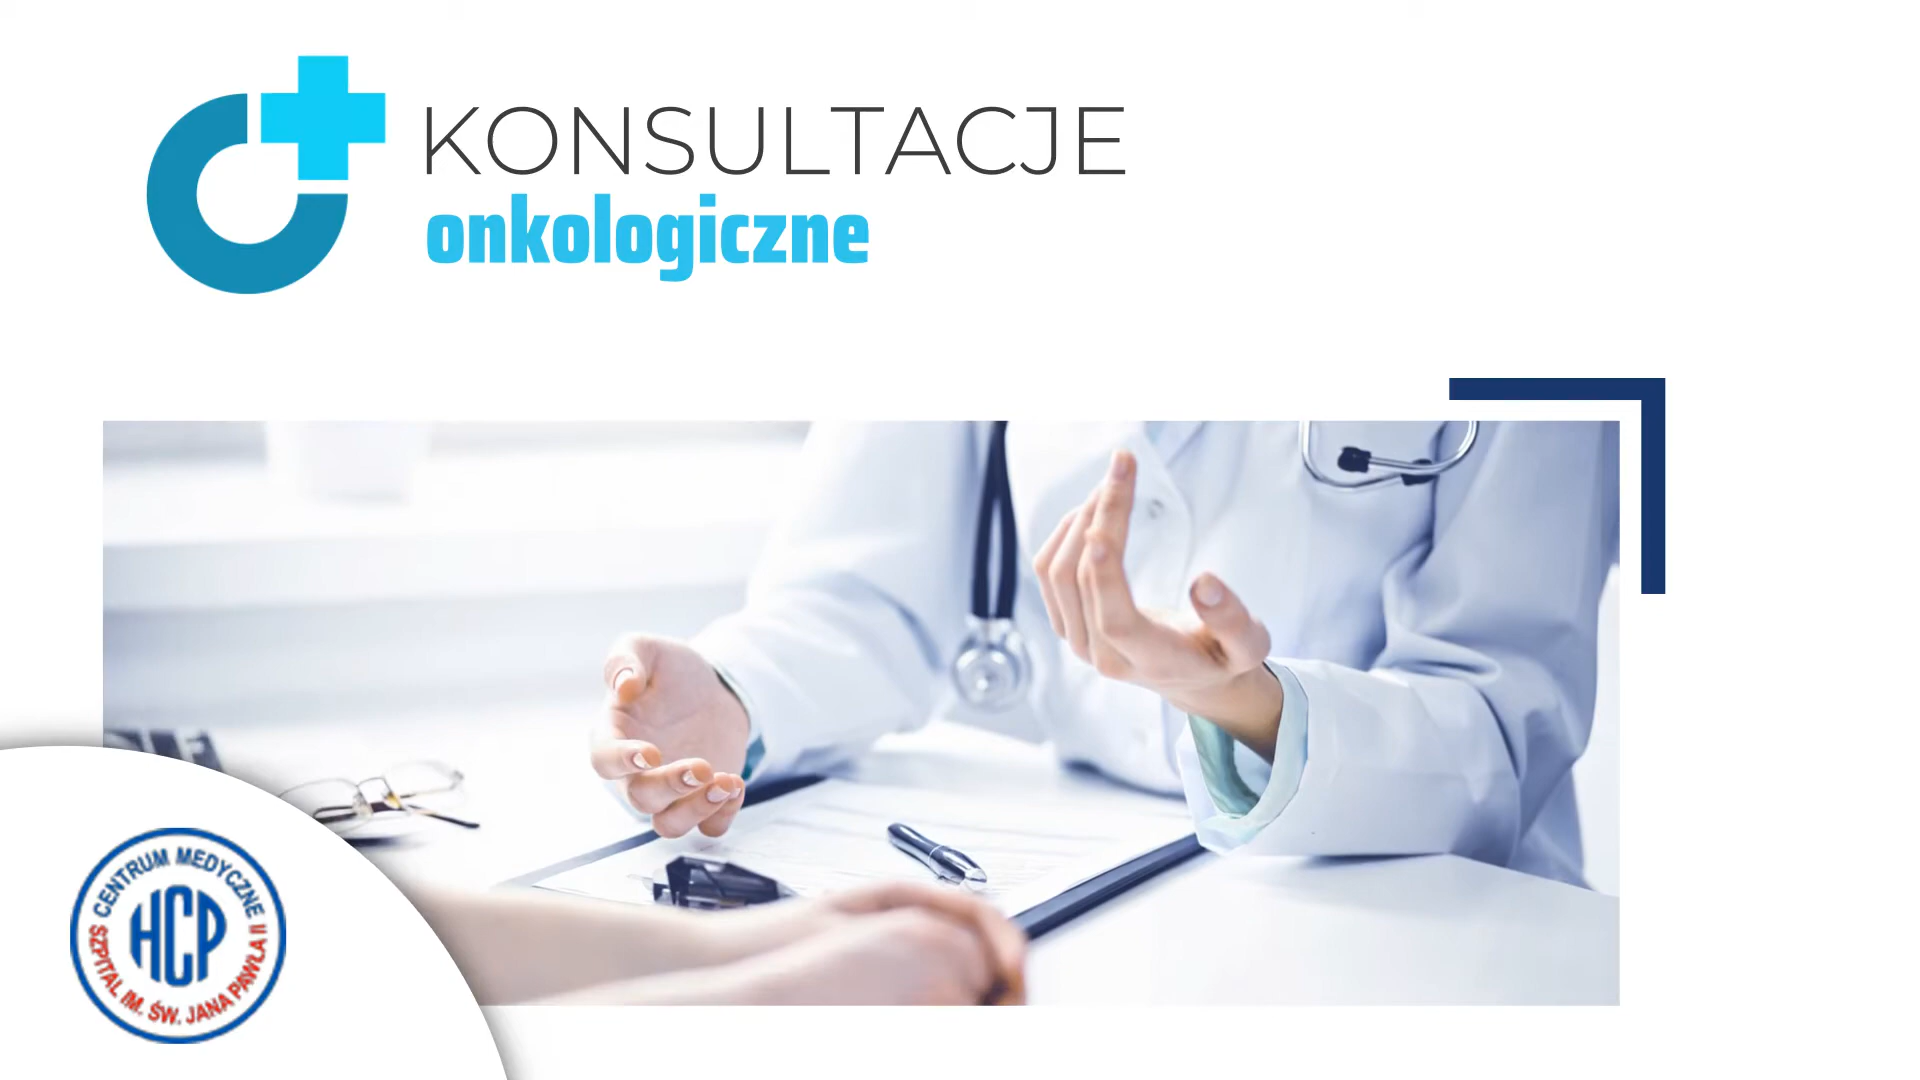 KONSULTACJE
onkologiczne
CENTRUM MEDYCZNE
HCP
SZPITAL IM. ŚW. JANA PAWŁA II